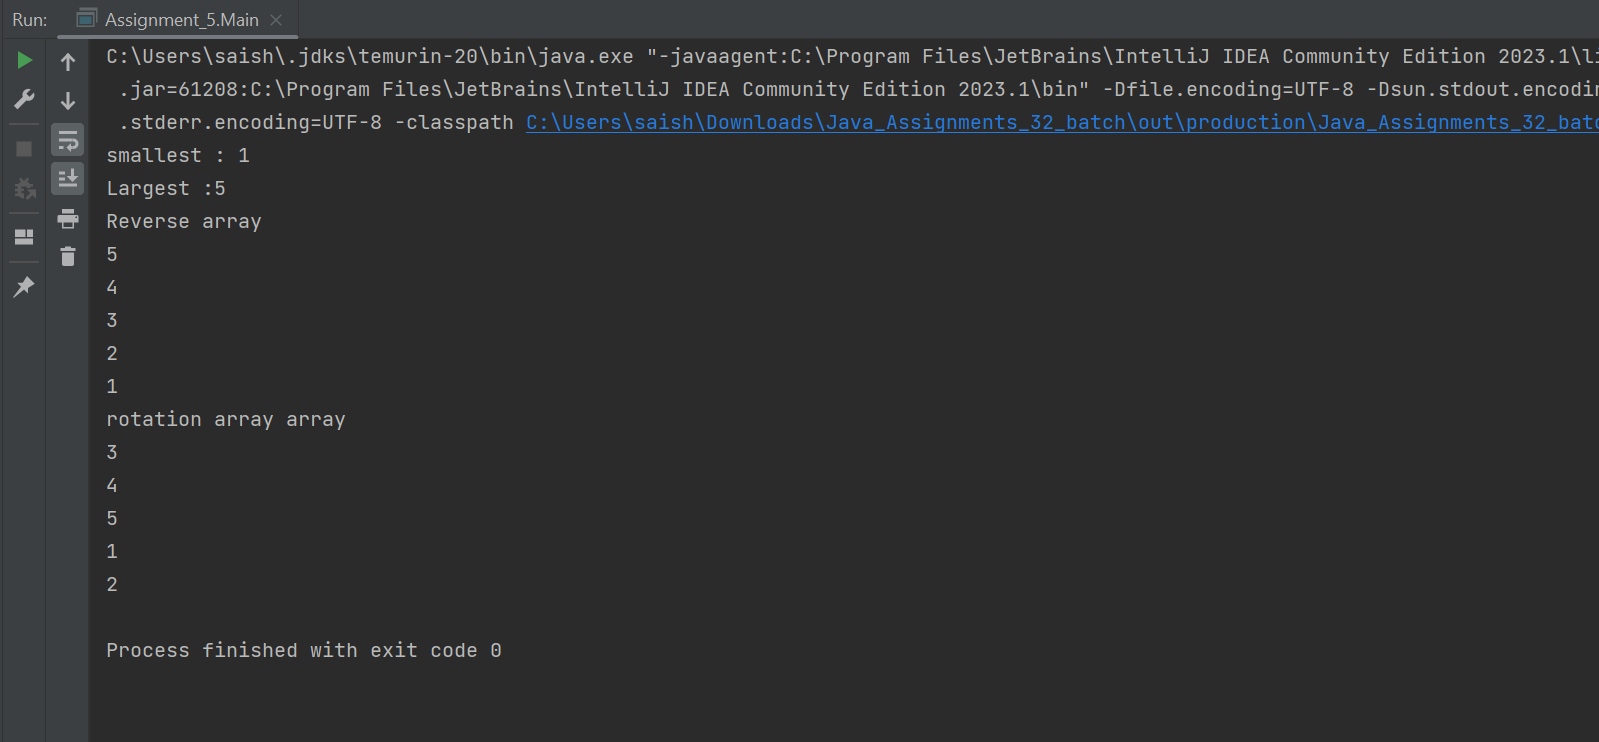 Run: Assignment_5.Main
C:\Users\saish\.jdks\temurin-20\bin\java.exe "-javaagent:C:\Program Files\JetBrains\IntelliJ IDEA Community Edition 2023.1\li
.jar=61208:C:\Program Files\JetBrains\IntelliJ IDEA Community Edition 2023.1\bin" -Dfile.encoding=UTF-8 -Dsun.stdout.encodin
.stderr.encoding=UTF-8 -classpath C:\Users\saish\Downloads\Java_Assignments_32_batch\out\production\Java_Assignments_32_batc
smallest : 1
Largest :5
Reverse array
5
4
3
2
1
rotation array array
3
4
5
1
2
Process finished with exit code 0